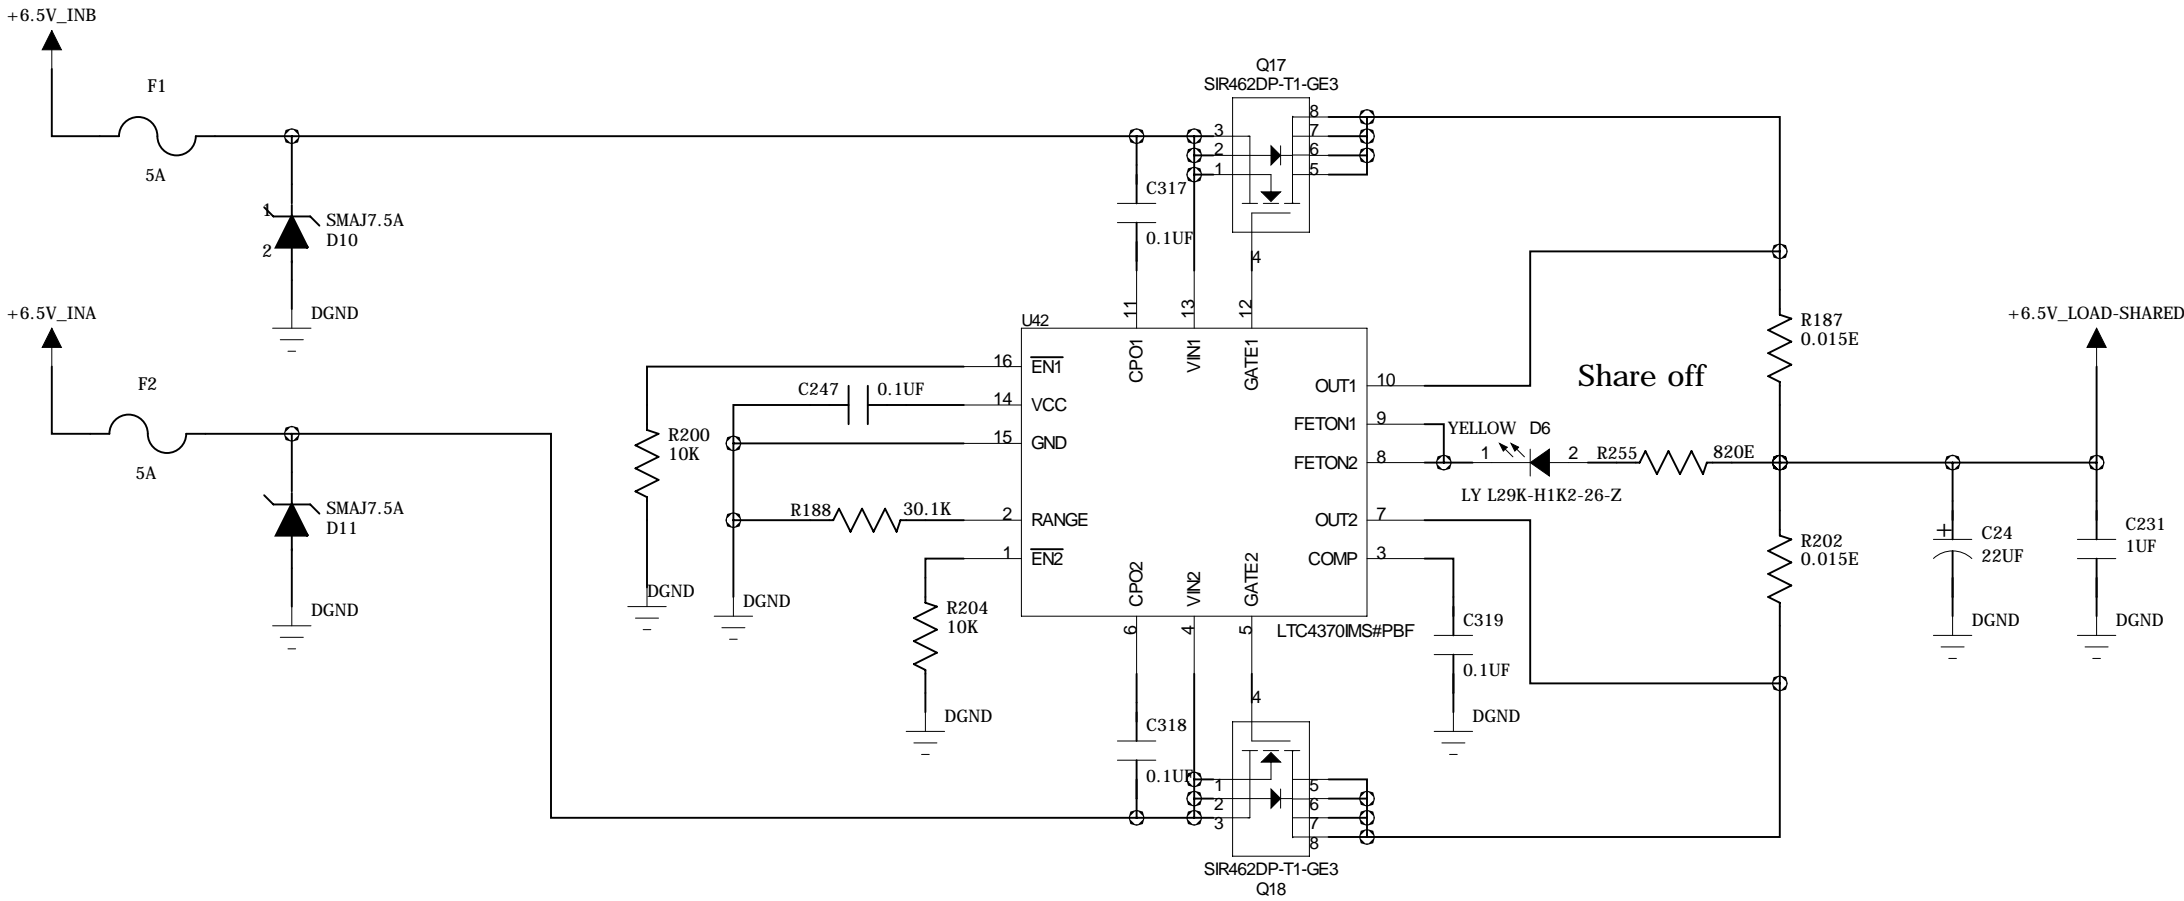 +6.5V_INB
F1
5A
1
2
SMAJ7.5A
D10
DGND
+6.5V_INA
F2
5A
SMAJ7.5A
D11
DGND
Q17
SIR462DP-T1-GE3
3
2
1
8
7
6
5
4
C317
0.1UF
11
13
12
U42
CPO1
VIN1
GATE1
16
EN1
14
VCC
15
GND
2
RANGE
1
EN2
C247
0.1UF
R200
10K
R188
30.1K
DGND
DGND
R204
10K
DGND
OUT1
10
FETON1
9
FETON2
8
OUT2
7
COMP
3
CPO2
VIN2
GATE2
6
4
5
LTC4370IMS#PBF
Share off
YELLOW
D6
1
2
LY L29K-H1K2-26-Z
R255
820E
R187
0.015E
R202
0.015E
+6.5V_LOAD-SHARED
C24
22UF
+
DGND
C231
1UF
DGND
C319
0.1UF
DGND
C318
0.1UF
4
1
2
3
5
6
7
8
SIR462DP-T1-GE3
Q18